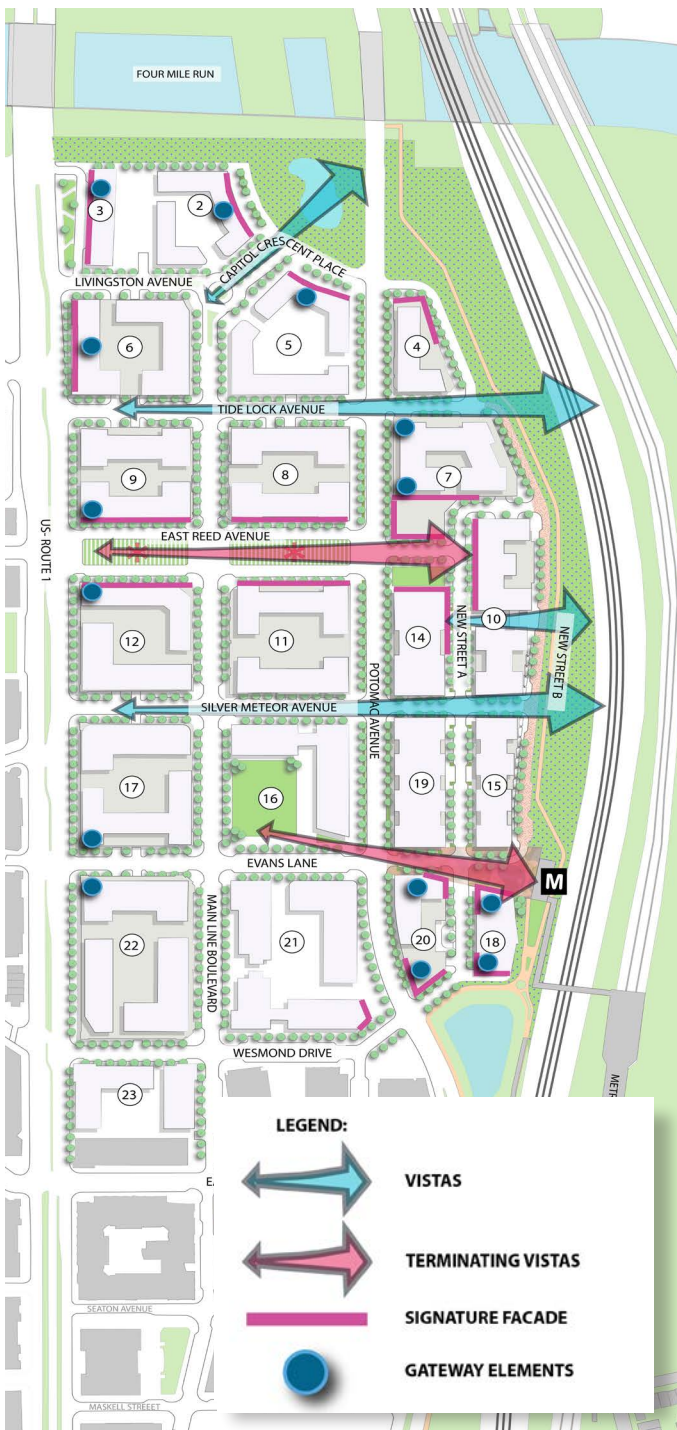 FOUR MILE RUN
3
2
CAPITOL CRESCENT PLACE
LIVINGSTON AVENUE
6
5
4
TIDE LOCK AVENUE
9
8
7
US- ROUTE 1
EAST REED AVENUE
12
11
14
10
NEW STREET A
NEW STREET B
POTOMAC AVENUE
SILVER METEOR AVENUE
17
16
19
15
EVANS LANE
M
22
MAIN LINE BOULEVARD
21
20
18
WESMOND DRIVE
23
LEGEND:
VISTAS
TERMINATING VISTAS
SIGNATURE FACADE
GATEWAY ELEMENTS
SEATON AVENUE
MASKELL STREEET